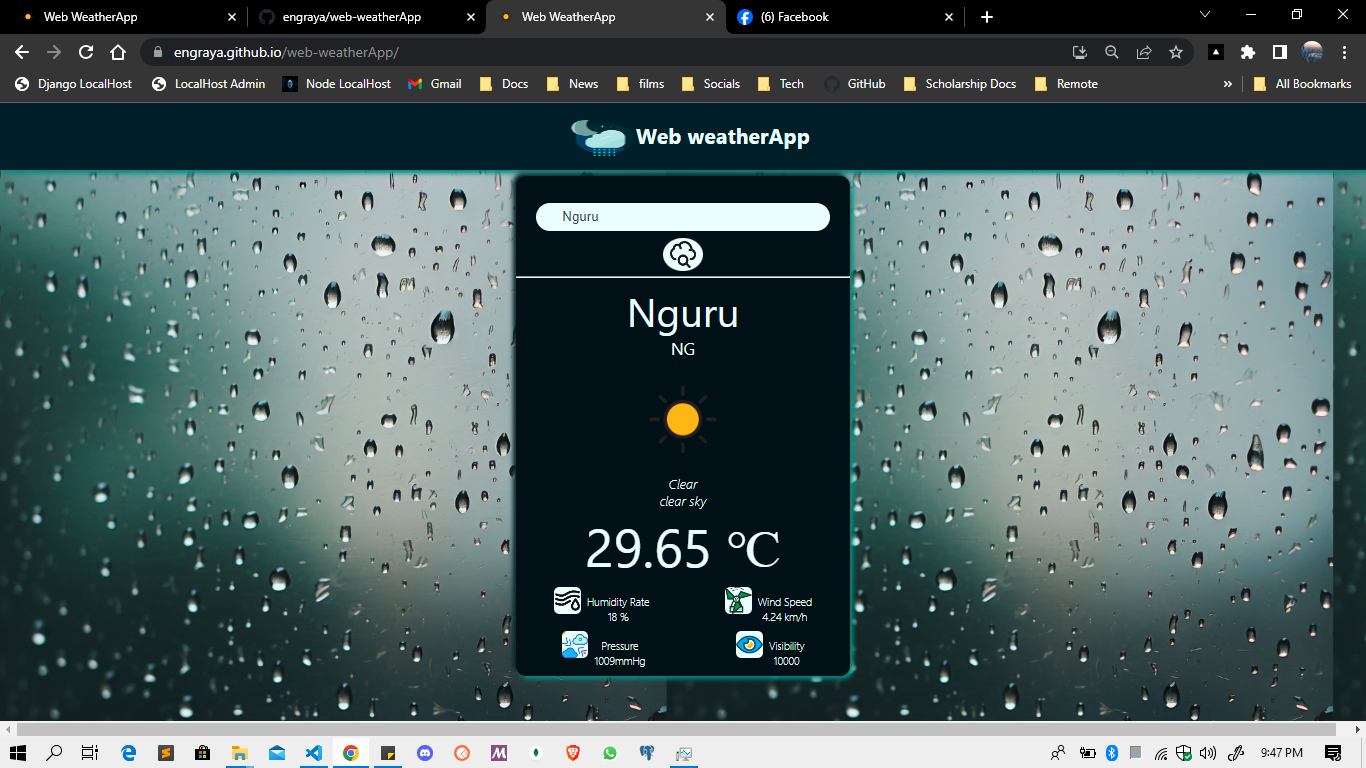 Web WeatherApp
engraya/web-weatherApp
Web WeatherApp
(6) Facebook
engraya.github.io/web-weatherApp/
Django LocalHost
LocalHost Admin
Node LocalHost
Gmail
Docs
News
films
Socials
Tech
GitHub
Scholarship Docs
Remote
»
All Bookmarks
Web weatherApp
Nguru
Nguru
NG
Clear
clear sky
29.65 °C
Humidity Rate
18 %
Wind Speed
4.24 km/h
Pressure
1009mmHg
Visibility
10000
9:47 PM